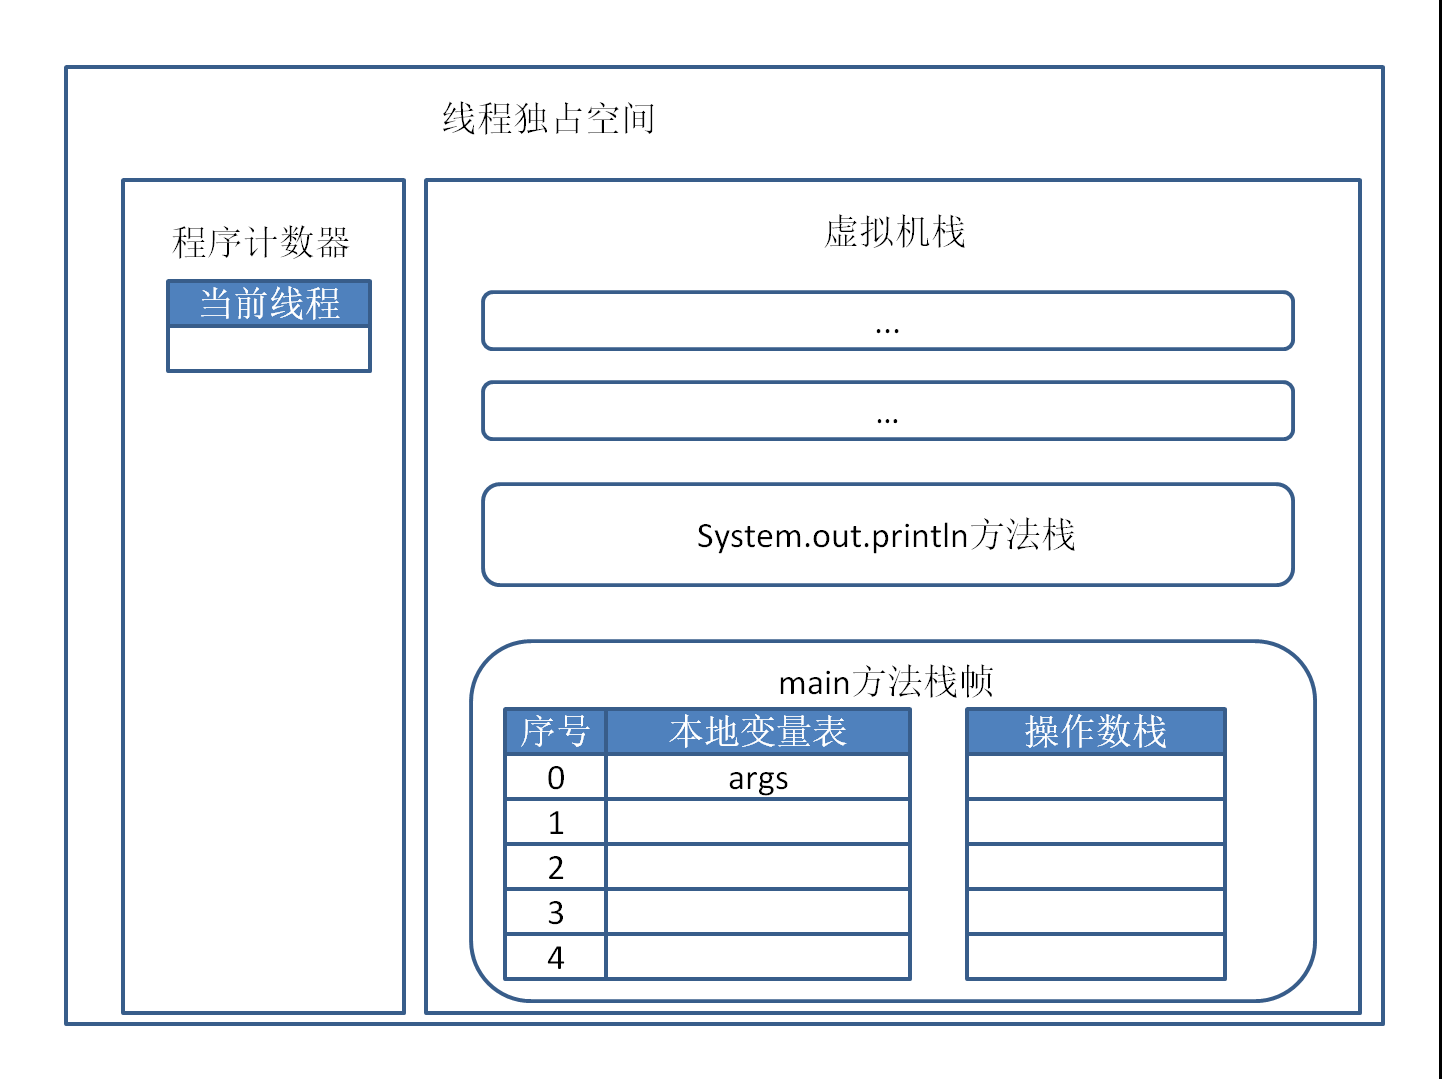 线程独占空间
程序计数器
当前线程
虚拟机栈
...
...
System.out.println方法栈
main方法栈帧
序号 本地变量表 操作数栈
0 args
1
2
3
4